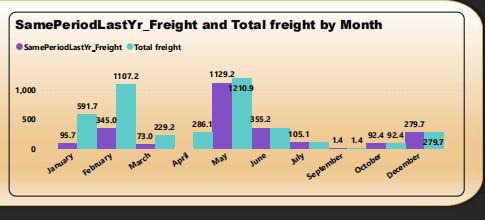 SamePeriodLastYr_Freight and Total freight by Month
SamePeriodLastYr_Freight Total freight
1,000
500
0
95.7
591.7
345.0
1107.2
73.0
229.2
286.1
1129.2
1210.9
355.2
105.1
1.4
1.4
92.4
92.4
279.7
279.7
January
February
March
April
May
June
July
September
October
December